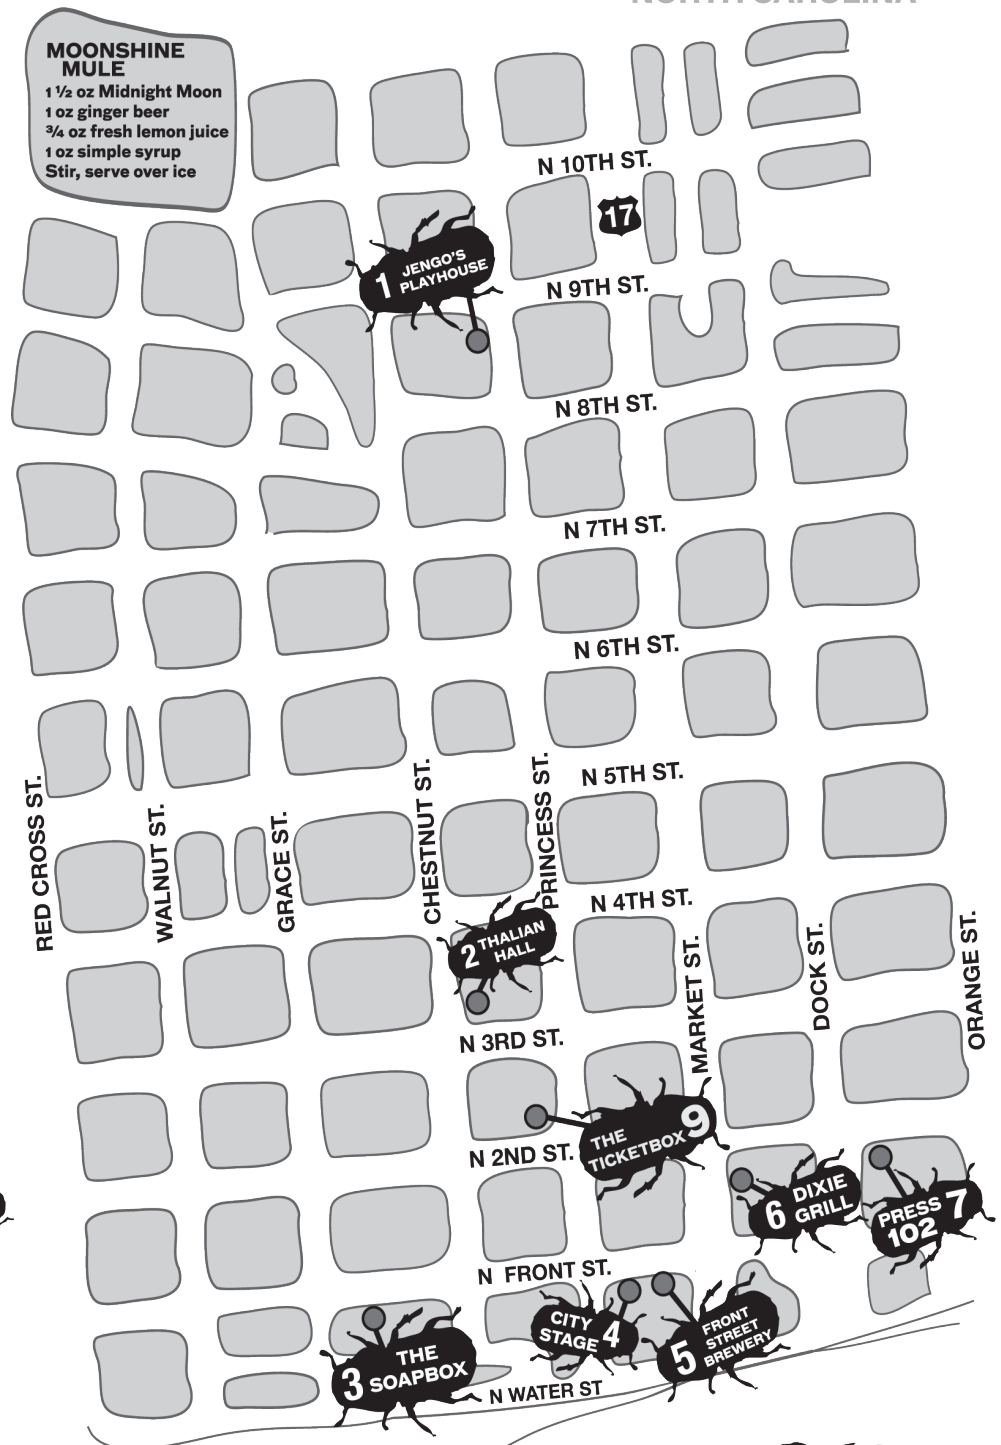 NORTH CAROLINA
MOONSHINE
MULE
1 ½ oz Midnight Moon
1 oz ginger beer
¾ oz fresh lemon juice
1 oz simple syrup
Stir, serve over ice
N 10TH ST.
17
1 JENGO'S
PLAYHOUSE
N 9TH ST.
N 8TH ST.
N 7TH ST.
N 6TH ST.
N 5TH ST.
RED CROSS ST.
WALNUT ST.
GRACE ST.
CHESTNUT ST.
PRINCESS ST.
N 4TH ST.
2 THALIAN
HALL
MARKET ST.
DOCK ST.
ORANGE ST.
N 3RD ST.
THE
TICKETBOX 9
N 2ND ST.
6 DIXIE
GRILL
PRESS 7
102
N FRONT ST.
CITY
STAGE 4
5 FRONT
STREET
BREWERY
3 THE
SOAPBOX
N WATER ST